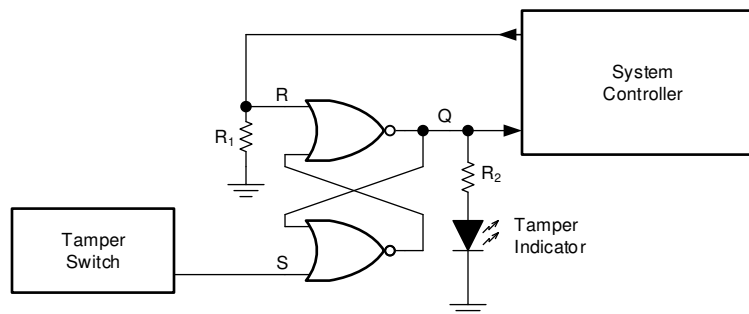 System
Controller
R
Q
R1
R2
Tamper
Indicator
Tamper
Switch
S